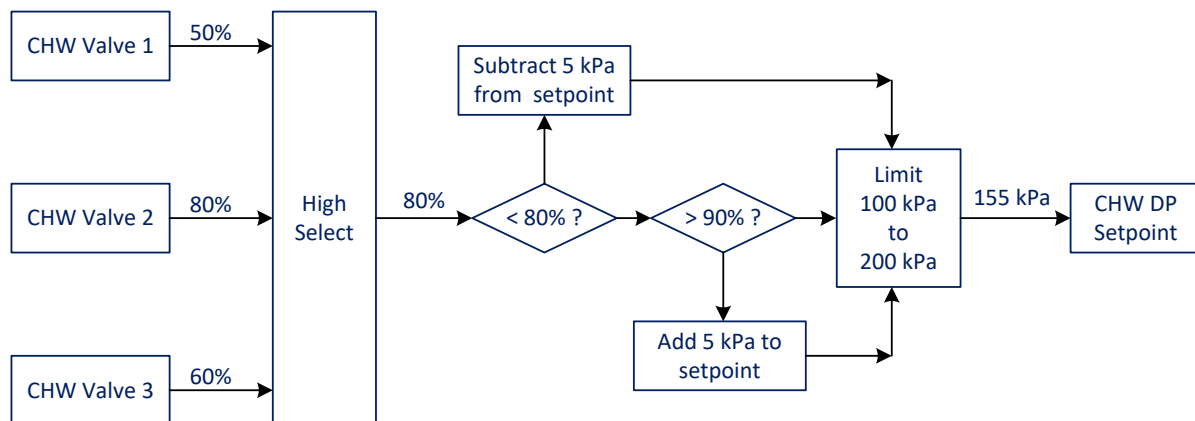 CHW Valve 1
50%
CHW Valve 2
80%
CHW Valve 3
60%
High
Select
80%
< 80% ?
Subtract 5 kPa
from setpoint
> 90% ?
Add 5 kPa to
setpoint
Limit
100 kPa
to
200 kPa
155 kPa
CHW DP
Setpoint